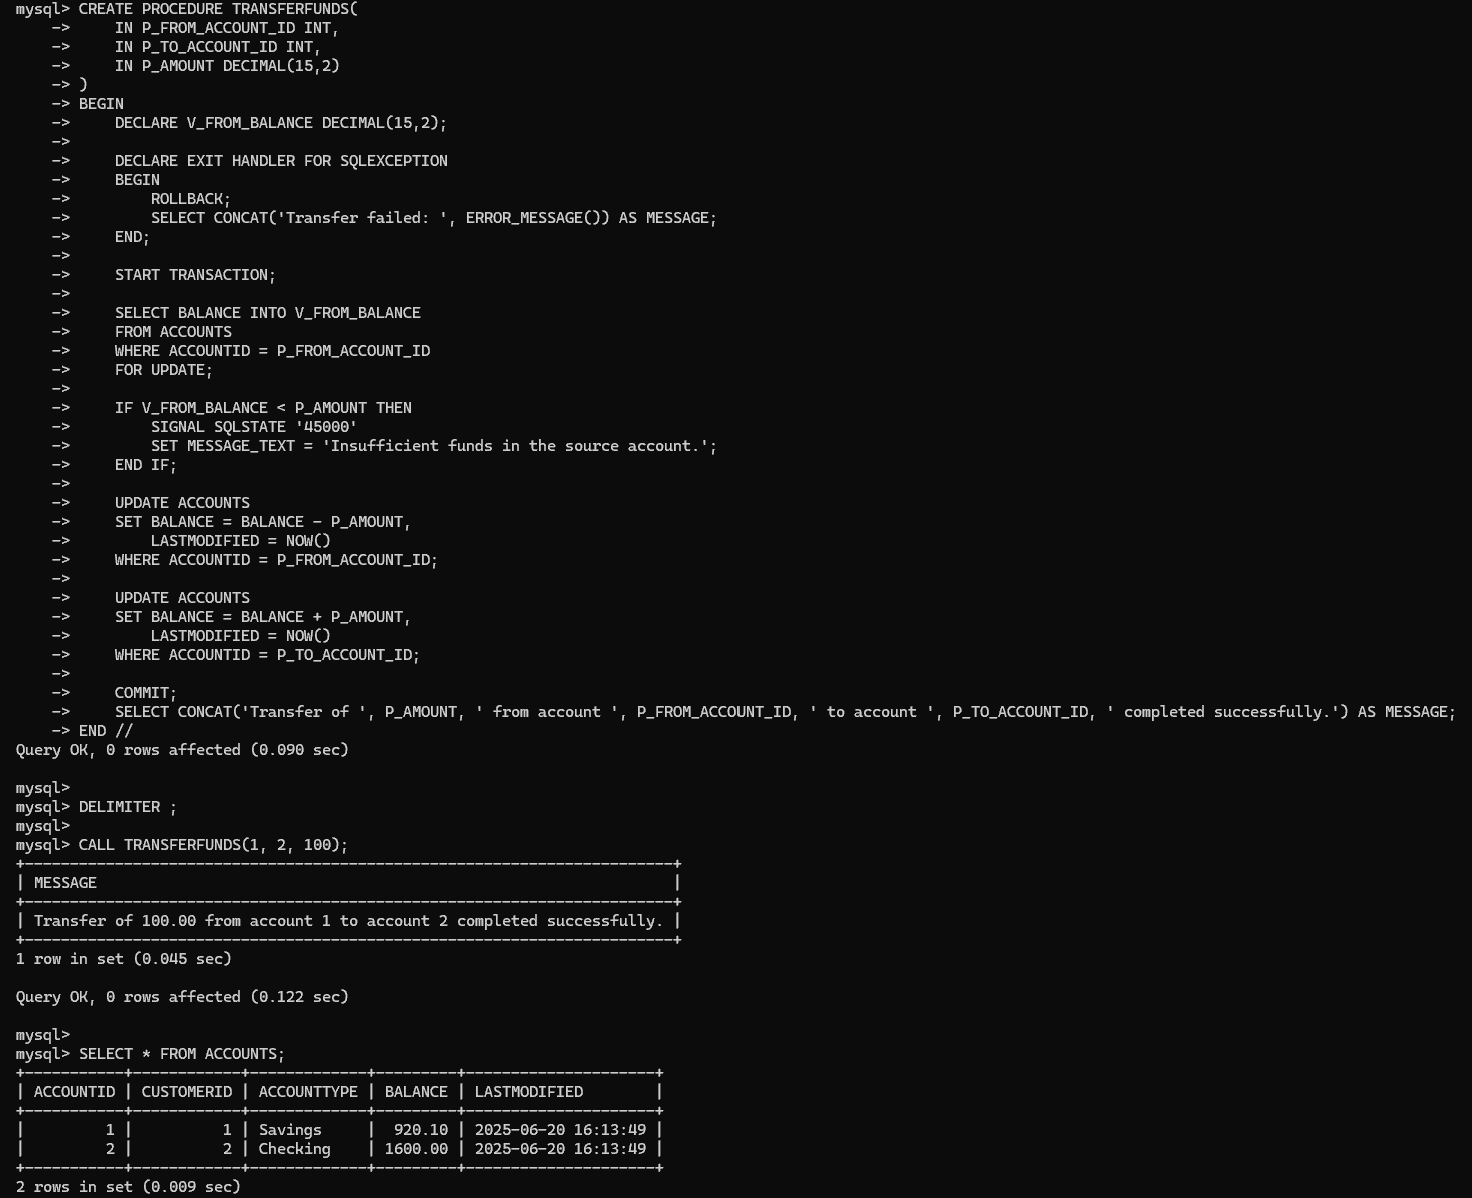 mysql> CREATE PROCEDURE TRANSFERFUNDS(
    ->     IN P_FROM_ACCOUNT_ID INT,
    ->     IN P_TO_ACCOUNT_ID INT,
    ->     IN P_AMOUNT DECIMAL(15,2)
    -> )
    -> BEGIN
    ->     DECLARE V_FROM_BALANCE DECIMAL(15,2);
    ->
    ->     DECLARE EXIT HANDLER FOR SQLEXCEPTION
    ->     BEGIN
    ->         ROLLBACK;
    ->         SELECT CONCAT('Transfer failed: ', ERROR_MESSAGE()) AS MESSAGE;
    ->     END;
    ->
    ->     START TRANSACTION;
    ->
    ->     SELECT BALANCE INTO V_FROM_BALANCE
    ->     FROM ACCOUNTS
    ->     WHERE ACCOUNTID = P_FROM_ACCOUNT_ID
    ->     FOR UPDATE;
    ->
    ->     IF V_FROM_BALANCE < P_AMOUNT THEN
    ->         SIGNAL SQLSTATE '45000'
    ->         SET MESSAGE_TEXT = 'Insufficient funds in the source account.';
    ->     END IF;
    ->
    ->     UPDATE ACCOUNTS
    ->     SET BALANCE = BALANCE - P_AMOUNT,
    ->         LASTMODIFIED = NOW()
    ->     WHERE ACCOUNTID = P_FROM_ACCOUNT_ID;
    ->
    ->     UPDATE ACCOUNTS
    ->     SET BALANCE = BALANCE + P_AMOUNT,
    ->         LASTMODIFIED = NOW()
    ->     WHERE ACCOUNTID = P_TO_ACCOUNT_ID;
    ->
    ->     COMMIT;
    ->     SELECT CONCAT('Transfer of ', P_AMOUNT, ' from account ', P_FROM_ACCOUNT_ID, ' to account ', P_TO_ACCOUNT_ID, ' completed successfully.') AS MESSAGE;
    -> END //
Query OK, 0 rows affected (0.090 sec)

mysql>
mysql> DELIMITER ;
mysql>
mysql> CALL TRANSFERFUNDS(1, 2, 100);
+------------------------------------------------------------------------+
| MESSAGE                                                                |
+------------------------------------------------------------------------+
| Transfer of 100.00 from account 1 to account 2 completed successfully. |
+------------------------------------------------------------------------+
1 row in set (0.045 sec)

Query OK, 0 rows affected (0.122 sec)

mysql>
mysql> SELECT * FROM ACCOUNTS;
+-----------+------------+-------------+---------+---------------------+
| ACCOUNTID | CUSTOMERID | ACCOUNTTYPE | BALANCE | LASTMODIFIED        |
+-----------+------------+-------------+---------+---------------------+
|         1 |          1 | Savings     |  920.10 | 2025-06-20 16:13:49 |
|         2 |          2 | Checking    | 1600.00 | 2025-06-20 16:13:49 |
+-----------+------------+-------------+---------+---------------------+
2 rows in set (0.009 sec)